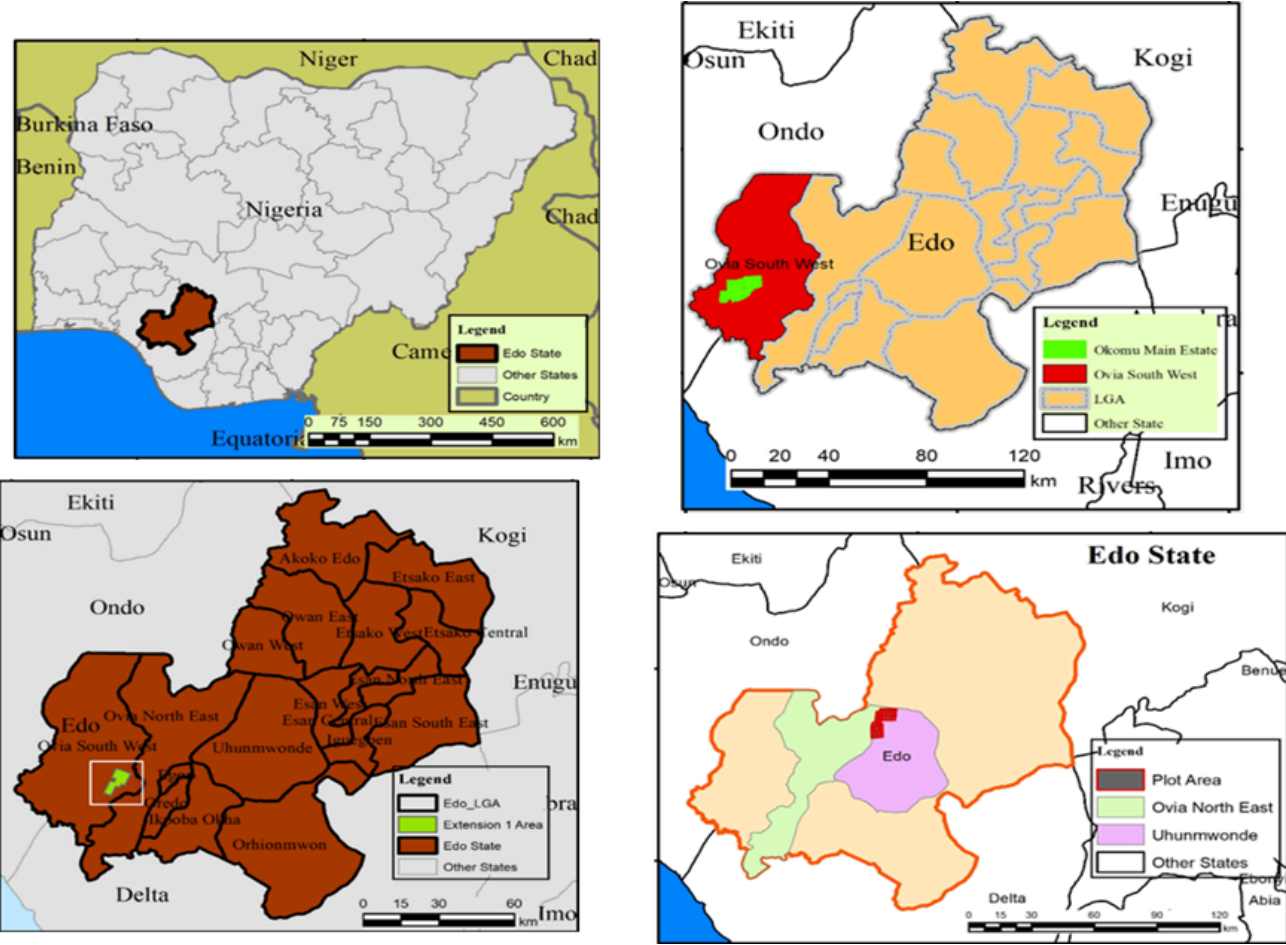 Niger
Chad
Burkina Faso
Benin
Nigeria
Chad
Came
Equatori
Legend
Edo State
Other States
Country
0 75 150 300 450 600
km
Ekiti
Osun
Kogi
Ondo
Enugu
Edo
Ovia South West
ra
Legend
Okomu Main Estate
Ovia South West
LGA
Other State
Imo
Rivers
0 20 40 80 120
km
Ekiti
Osun
Kogi
Akoko Edo
Etsako East
Ondo
Owan East
Etsako West Etsako Central
Owan West
Esan North East
Enugu
Esan West
Ovia North East
Edo
Esan Central Esan South East
Ovia South West
Uhunmwonde
Igueben
Egor
Oredo
Ikpoba Okha
Orhionmwon
bra
Legend
Edo_LGA
Extension 1 Area
Edo State
Other States
Delta
0 15 30 60
km
Imo
Edo State
Ekiti
Osun
Kogi
Ondo
Benue
Edo
Legend
Plot Area
Ovia North East
Uhunmwonde
Other States
Ebony
Abia
Delta
0 15 30 60 90 120
km